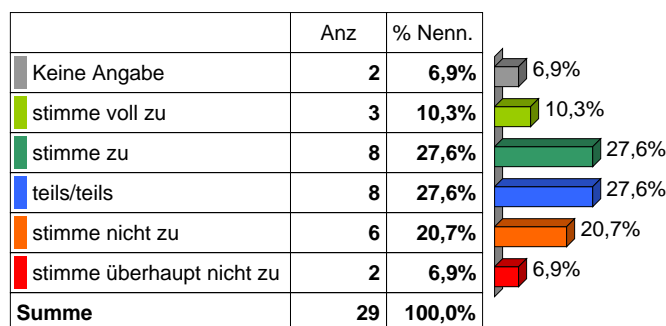 Anz % Nenn.
Keine Angabe 2 6,9% 6,9%
stimme voll zu 3 10,3% 10,3%
stimme zu 8 27,6% 27,6%
teils/teils 8 27,6% 27,6%
stimme nicht zu 6 20,7% 20,7%
stimme überhaupt nicht zu 2 6,9% 6,9%
Summe 29 100,0%